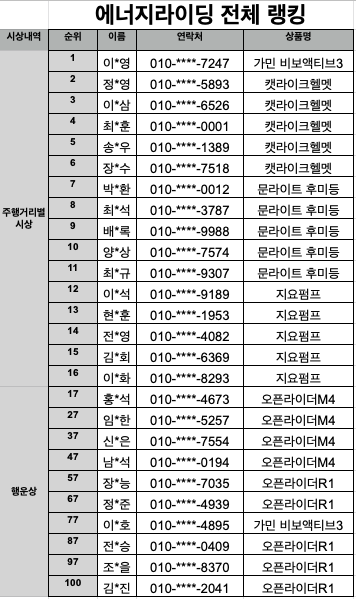 에너지라이딩 전체 랭킹
시상내역 순위 이름 연락처 상품명
주행거리별 시상
1 이*영 010-****-7247 가민 비보액티브3
2 정*영 010-****-5893 캣라이크헬멧
3 이*삼 010-****-6526 캣라이크헬멧
4 최*훈 010-****-0001 캣라이크헬멧
5 송*우 010-****-1389 캣라이크헬멧
6 장*수 010-****-7518 캣라이크헬멧
7 박*환 010-****-0012 문라이트 후미등
8 최*석 010-****-3787 문라이트 후미등
9 배*록 010-****-9988 문라이트 후미등
10 양*상 010-****-7574 문라이트 후미등
11 최*규 010-****-9307 문라이트 후미등
12 이*석 010-****-9189 지요펌프
13 현*훈 010-****-1953 지요펌프
14 전*영 010-****-4082 지요펌프
15 김*회 010-****-6369 지요펌프
16 이*화 010-****-8293 지요펌프
행운상
17 홍*석 010-****-4673 오픈라이더M4
27 임*한 010-****-5257 오픈라이더M4
37 신*은 010-****-7554 오픈라이더M4
47 남*석 010-****-0194 오픈라이더M4
57 장*능 010-****-7035 오픈라이더R1
67 정*준 010-****-4939 오픈라이더R1
77 이*호 010-****-4895 가민 비보액티브3
87 전*승 010-****-0409 오픈라이더R1
97 조*을 010-****-8370 오픈라이더R1
100 김*진 010-****-2041 오픈라이더R1